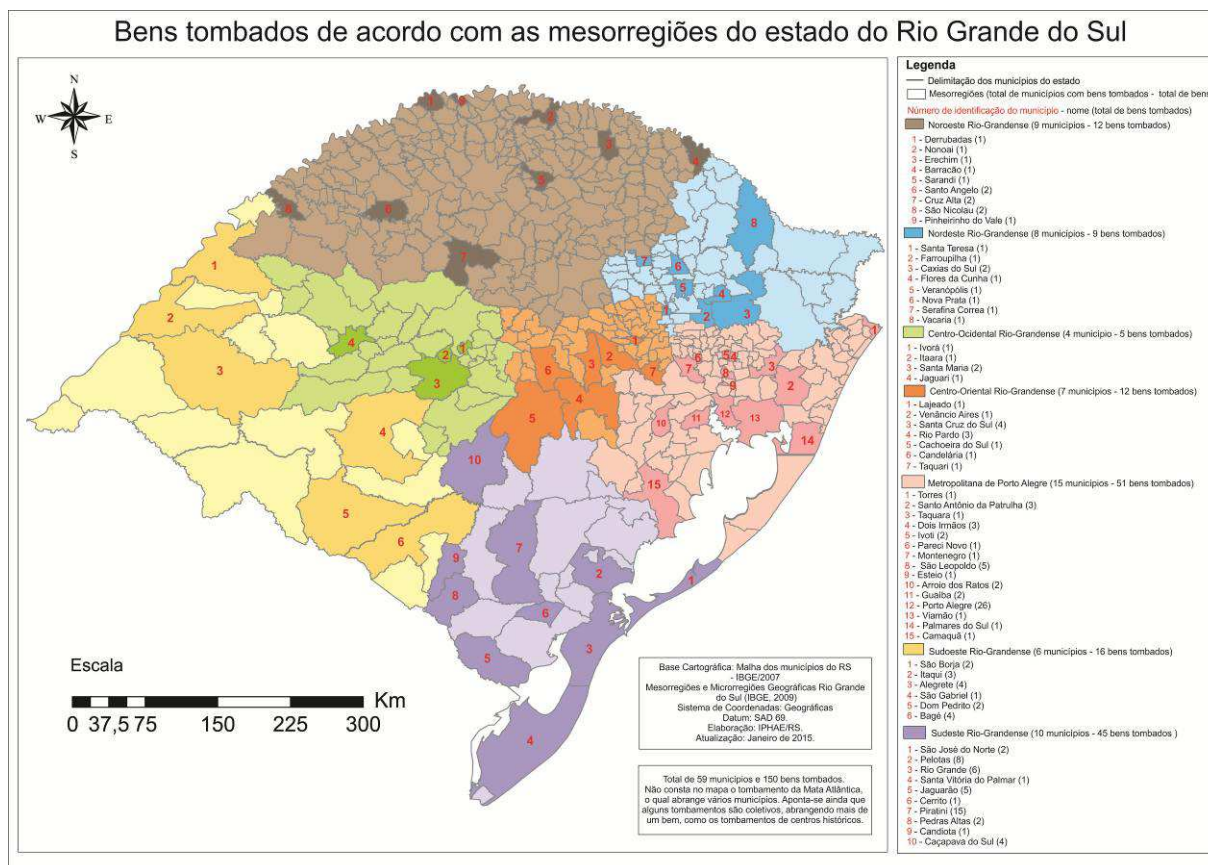 Bens tombados de acordo com as mesorregiões do estado do Rio Grande do Sul
N
W E
S
Escala
Km
0 37,5 75 150 225 300
Base Cartográfica: Malha dos municípios do RS
- IBGE/2007
Mesorregiões e Microrregiões Geográficas Rio Grande
do Sul (IBGE, 2009)
Sistema de Coordenadas: Geográficas
Datum: SAD 69.
Elaboração: IPHAE/RS.
Atualização: Janeiro de 2015.
Total de 59 municípios e 150 bens tombados.
Não consta no mapa o tombamento da Mata Atlântica,
o qual abrange vários municípios. Aponta-se ainda que
alguns tombamentos são coletivos, abrangendo mais de
um bem, como os tombamentos de centros históricos.
Legenda
Delimitação dos municípios do estado
Mesorregiões (total de municípios com bens tombados - total de bens
Número de identificação do município - nome (total de bens tombados)
Noroeste Rio-Grandense (9 municípios - 12 bens tombados)
1 - Derrubadas (1)
2 - Nonoai (1)
3 - Erechim (1)
4 - Barracão (1)
5 - Sarandi (1)
6 - Santo Angelo (2)
7 - Cruz Alta (2)
8 - São Nicolau (2)
9 - Pinheirinho do Vale (1)
Nordeste Rio-Grandense (8 municípios - 9 bens tombados)
1 - Santa Teresa (1)
2 - Farroupilha (1)
3 - Caxias do Sul (2)
4 - Flores da Cunha (1)
5 - Veranópolis (1)
6 - Nova Prata (1)
7 - Serafina Correa (1)
8 - Vacaria (1)
Centro-Ocidental Rio-Grandense (4 município - 5 bens tombados)
1 - Ivorá (1)
2 - Itaara (1)
3 - Santa Maria (2)
4 - Jaguari (1)
Centro-Oriental Rio-Grandense (7 municípios - 12 bens tombados)
1 - Lajeado (1)
2 - Venâncio Aires (1)
3 - Santa Cruz do Sul (4)
4 - Rio Pardo (3)
5 - Cachoeira do Sul (1)
6 - Candelária (1)
7 - Taquari (1)
Metropolitana de Porto Alegre (15 municípios - 51 bens tombados)
1 - Torres (1)
2 - Santo Antônio da Patrulha (3)
3 - Taquara (1)
4 - Dois Irmãos (3)
5 - Ivoti (2)
6 - Pareci Novo (1)
7 - Montenegro (1)
8 - São Leopoldo (5)
9 - Esteio (1)
10 - Arroio dos Ratos (2)
11 - Guaíba (2)
12 - Porto Alegre (26)
13 - Viamão (1)
14 - Palmares do Sul (1)
15 - Camaquã (1)
Sudoeste Rio-Grandense (6 municípios - 16 bens tombados)
1 - São Borja (2)
2 - Itaqui (3)
3 - Alegrete (4)
4 - São Gabriel (1)
5 - Dom Pedrito (2)
6 - Bagé (4)
Sudeste Rio-Grandense (10 municípios - 45 bens tombados )
1 - São José do Norte (2)
2 - Pelotas (8)
3 - Rio Grande (6)
4 - Santa Vitória do Palmar (1)
5 - Jaguarão (5)
6 - Cerrito (1)
7 - Piratini (15)
8 - Pedras Altas (2)
9 - Candiota (1)
10 - Caçapava do Sul (4)